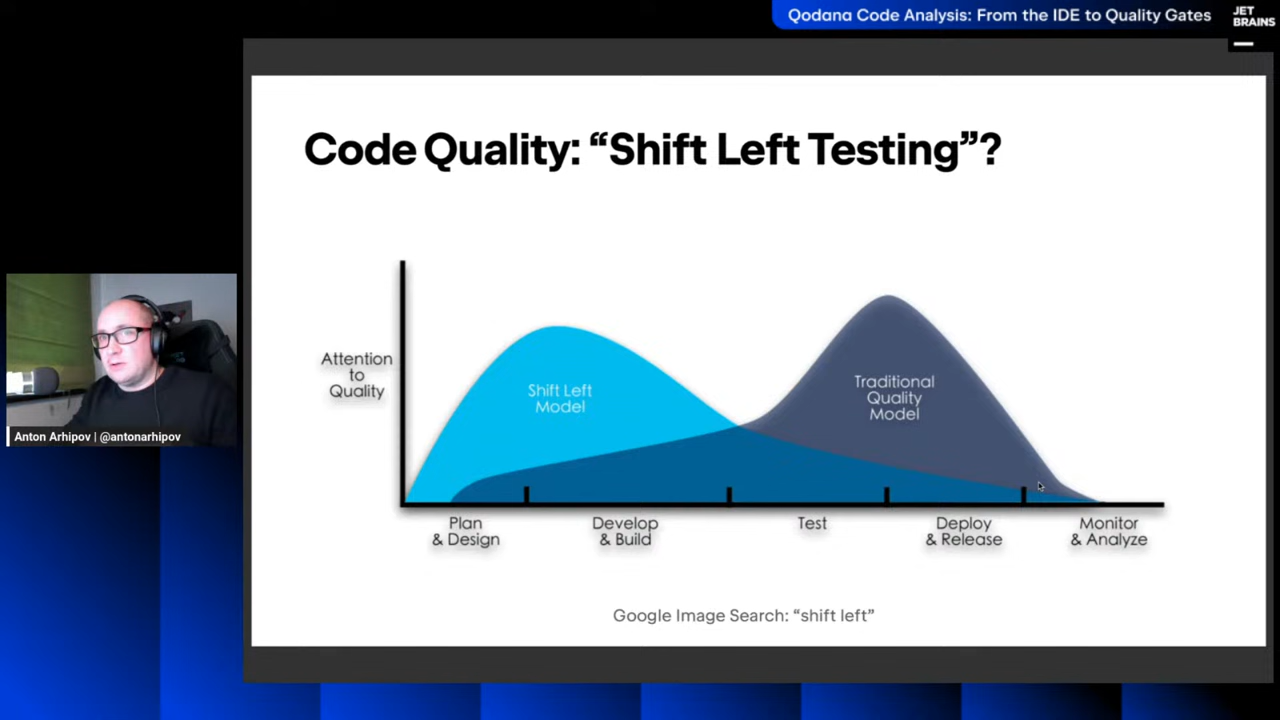 Qodana Code Analysis: From the IDE to Quality Gates
JET
BRAINS
Code Quality: “Shift Left Testing”?
Attention
to
Quality
Shift Left
Model
Traditional
Quality
Model
Anton Arhipov | @antonarhipov
Plan
& Design
Develop
& Build
Test
Deploy
& Release
Monitor
& Analyze
Google Image Search: “shift left”